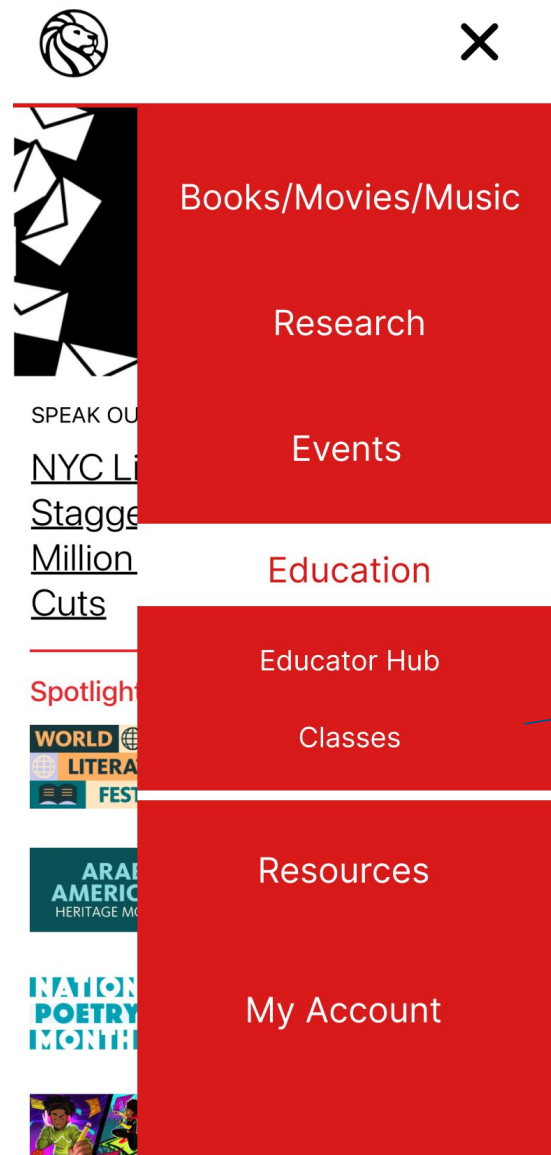 Books/Movies/Music
Research
Events
Education
Educator Hub
Classes
Resources
My Account
SPEAK OU
NYC Li
Stagge
Million
Cuts
Spotlight
WORLD
LITERA
FEST
ARAB
AMERIC
HERITAGE MO
NATION
POETRY
MONTH